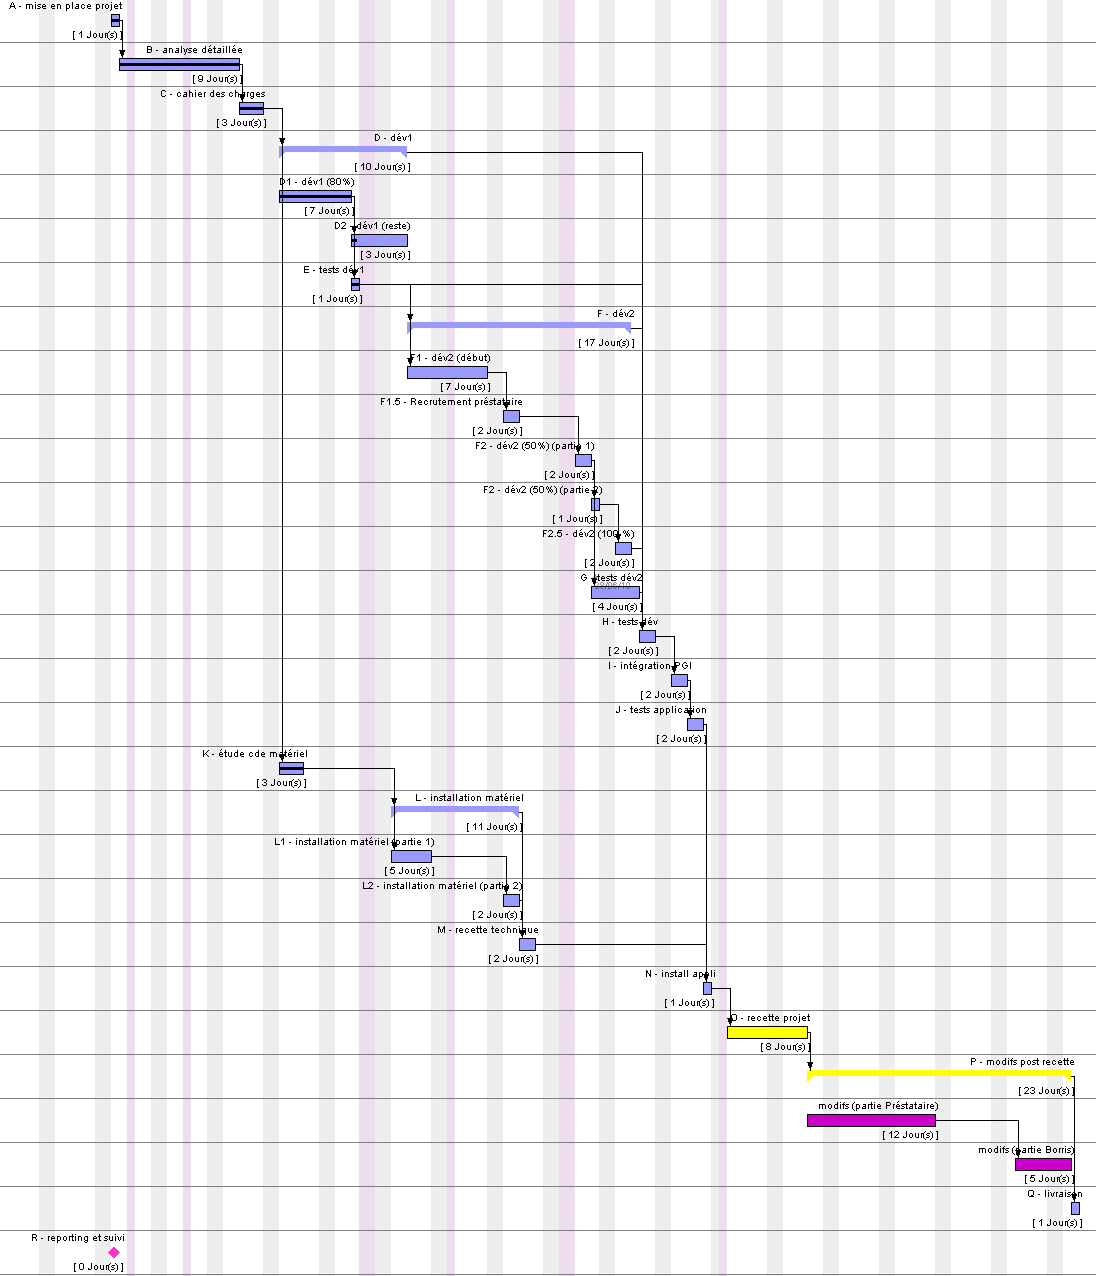 A - mise en place projet
[ 1 Jour(s) ]
B - analyse détaillée
[ 9 Jour(s) ]
C - cahier des charges
[ 3 Jour(s) ]
D - dév1
[ 10 Jour(s) ]
D1 - dév1 (80%)
[ 7 Jour(s) ]
D2 - dév1 (reste)
[ 3 Jour(s) ]
E - tests dév1
[ 1 Jour(s) ]
F - dév2
[ 17 Jour(s) ]
F1 - dév2 (début)
[ 7 Jour(s) ]
F1.5 - Recrutement préstataire
[ 2 Jour(s) ]
F2 - dév2 (50%) (partie 1)
[ 2 Jour(s) ]
F2 - dév2 (50%) (partie 2)
[ 1 Jour(s) ]
F2.5 - dév2 (100 %)
[ 2 Jour(s) ]
G - tests dév2
[ 4 Jour(s) ]
H - tests dév
[ 2 Jour(s) ]
I - intégration PGI
[ 2 Jour(s) ]
J - tests application
[ 2 Jour(s) ]
K - étude cde matériel
[ 3 Jour(s) ]
L - installation matériel
[ 11 Jour(s) ]
L1 - installation matériel (partie 1)
[ 5 Jour(s) ]
L2 - installation matériel (partie 2)
[ 2 Jour(s) ]
M - recette technique
[ 2 Jour(s) ]
N - install appli
[ 1 Jour(s) ]
O - recette projet
[ 8 Jour(s) ]
P - modifs post recette
[ 23 Jour(s) ]
modifs (partie Préstataire)
[ 12 Jour(s) ]
modifs (partie Borris)
[ 5 Jour(s) ]
Q - livraison
[ 1 Jour(s) ]
R - reporting et suivi
[ 0 Jour(s) ]